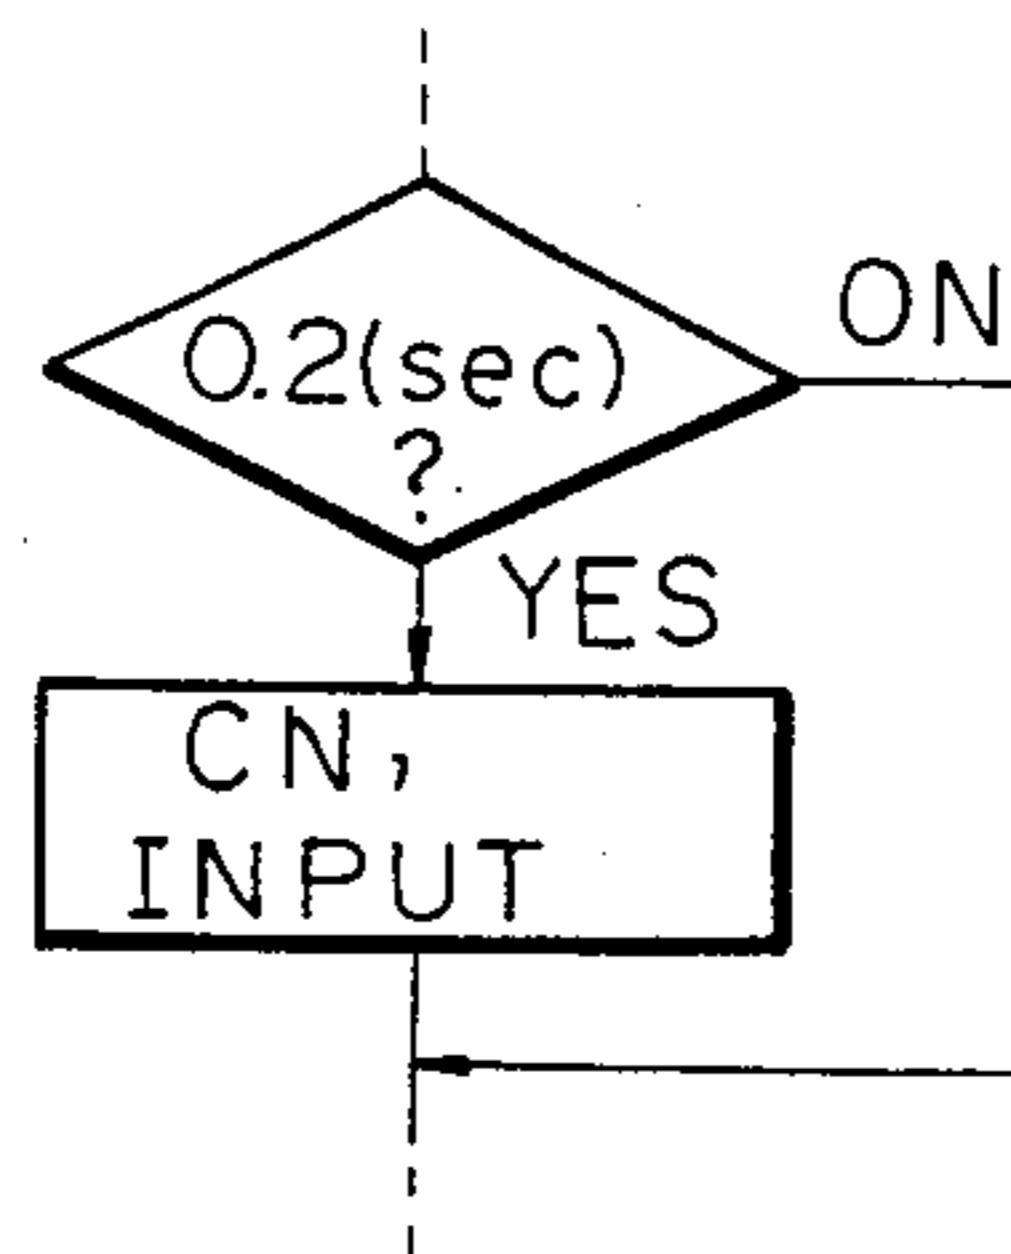 ON
0.2(sec)
?
YES
CN,
INPUT